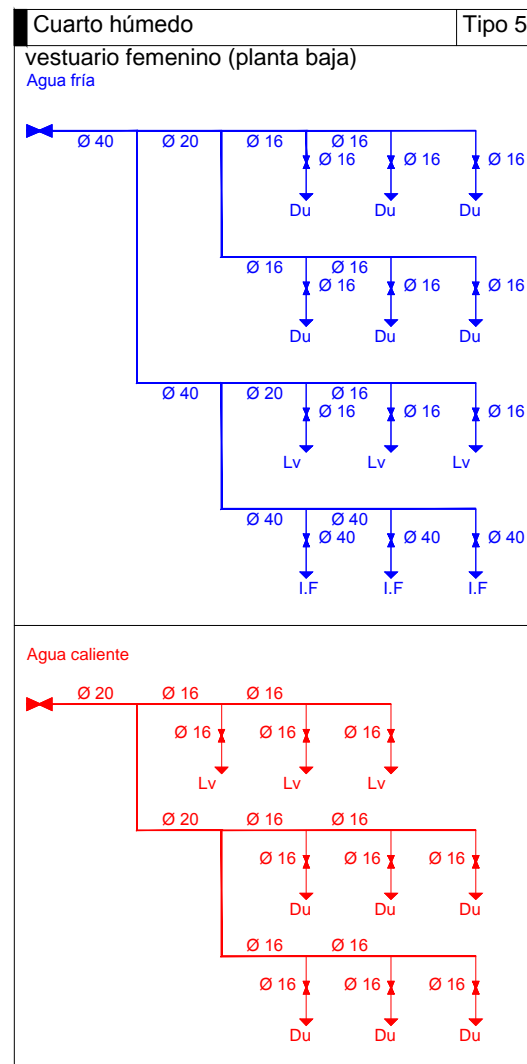 Cuarto húmedo Tipo 5
vestuario femenino (planta baja)
Agua fría
Ø 40 Ø 20 Ø 16 Ø 16
Ø 16 Ø 16 Ø 16
Du Du Du
Ø 16 Ø 16
Ø 16 Ø 16 Ø 16
Du Du Du
Ø 40 Ø 20 Ø 16
Ø 16 Ø 16 Ø 16
Lv Lv Lv
Ø 40 Ø 40
Ø 40 Ø 40 Ø 40
I.F I.F I.F
Agua caliente
Ø 20 Ø 16 Ø 16
Ø 16 Ø 16 Ø 16
Lv Lv Lv
Ø 20 Ø 16 Ø 16
Ø 16 Ø 16 Ø 16
Du Du Du
Ø 16 Ø 16
Ø 16 Ø 16 Ø 16
Du Du Du